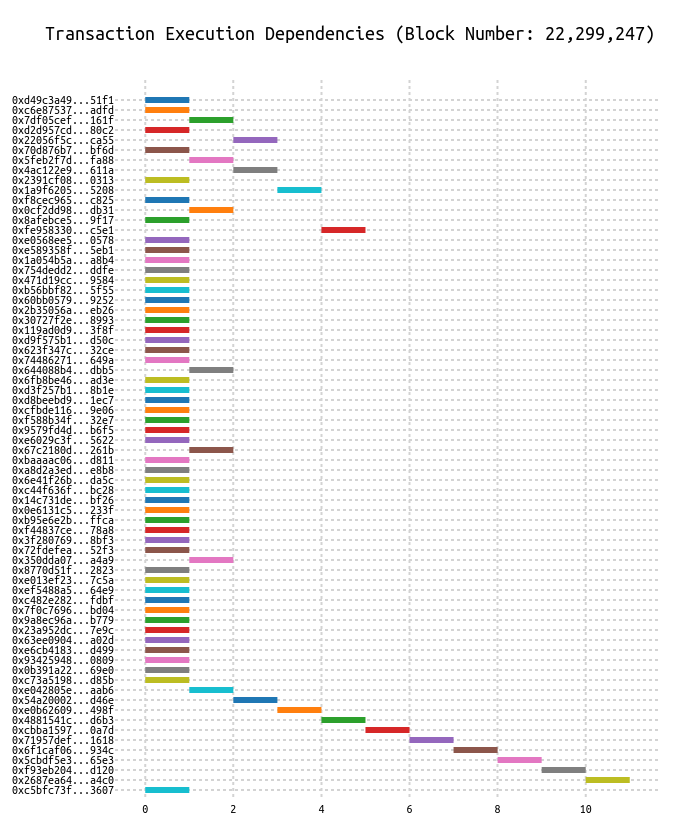 Transaction Execution Dependencies (Block Number: 22,299,247)
0xd49c3a49...51f1
0xc6e87537...adfd
0x7df05cef...161f
0xd2d957cd...80c2
0x22056f5c...ca55
0x70d876b7...bf6d
0x5feb2f7d...fa88
0x4ac122e9...611a
0x2391cf08...0313
0x1a9f6205...5208
0xf8cec965...c825
0x0cf2dd98...db31
0x8afebce5...9f17
0xfe958330...c5e1
0xe0568ee5...0578
0xe589358f...5eb1
0x1a054b5a...a8b4
0x754dedd2...ddfe
0x471d19cc...9584
0xb56bbf82...5f55
0x60bb0579...9252
0x2b35056a...eb26
0x30727f2e...8993
0x119ad0d9...3f8f
0xd9f575b1...d50c
0x623f347c...32ce
0x74486271...649a
0x644088b4...dbb5
0x6fb8be46...ad3e
0xd3f257b1...8b1e
0xd8beebd9...1ec7
0xcfbde116...9e06
0xf588b34f...32e7
0x9579fd4d...b6f5
0xe6029c3f...5622
0x67c2180d...261b
0xbaaaac06...d811
0xa8d2a3ed...e8b8
0x6e41f26b...da5c
0xc44f636f...bc28
0x14c731de...bf26
0x0e6131c5...233f
0xb95e6e2b...ffca
0xf44837ce...78a8
0x3f280769...8bf3
0x72fdefea...52f3
0x350dda07...a4a9
0x8770d51f...2823
0xe013ef23...7c5a
0xef5488a5...64e9
0xc482e282...fdbf
0x7f0c7696...bd04
0x9a8ec96a...b779
0x23a952dc...7e9c
0x63ee0904...a02d
0xe6cb4183...d499
0x93425948...0809
0x0b391a22...69e0
0xc73a5198...d85b
0xe042805e...aab6
0x54a20002...d46e
0xe0b62609...498f
0x4881541c...d6b3
0xcbba1597...0a7d
0x71957def...1618
0x6f1caf06...934c
0x5cbdf5e3...65e3
0xf93eb204...d120
0x2687ea64...a4c0
0xc5bfc73f...3607
0 2 4 6 8 10